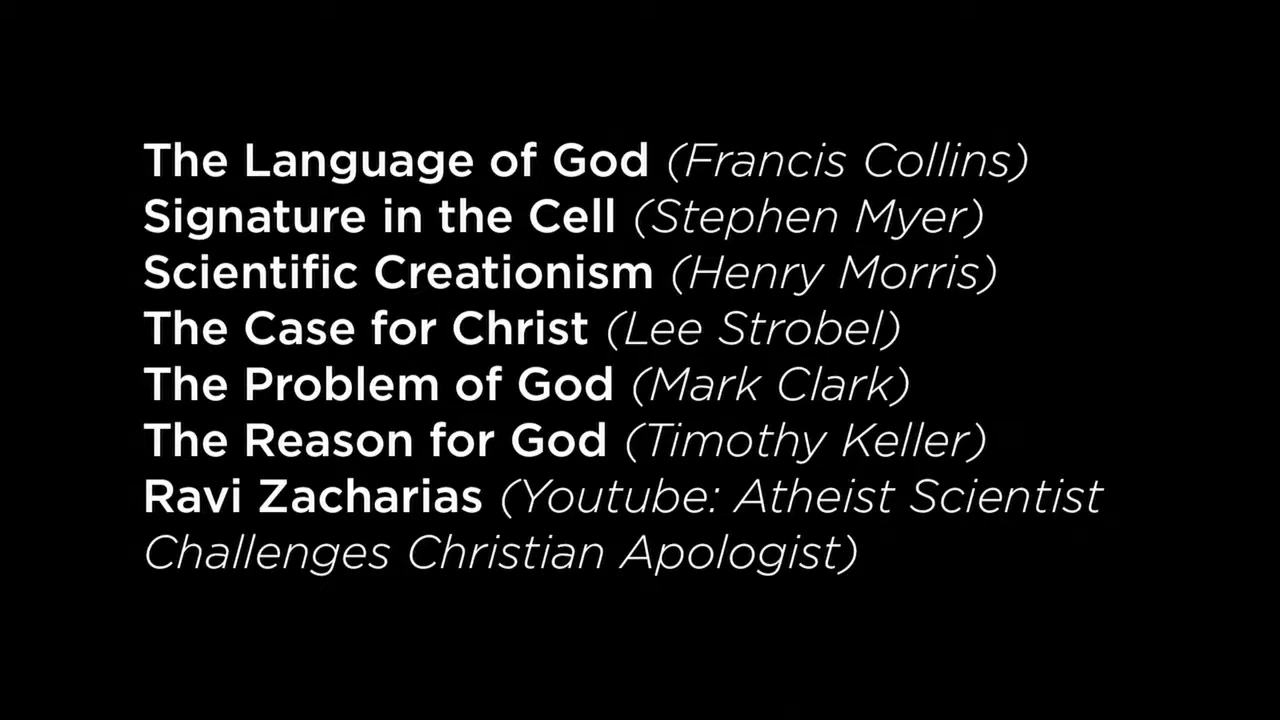 The Language of God (Francis Collins)
Signature in the Cell (Stephen Myer)
Scientific Creationism (Henry Morris)
The Case for Christ (Lee Strobel)
The Problem of God (Mark Clark)
The Reason for God (Timothy Keller)
Ravi Zacharias (Youtube: Atheist Scientist
Challenges Christian Apologist)